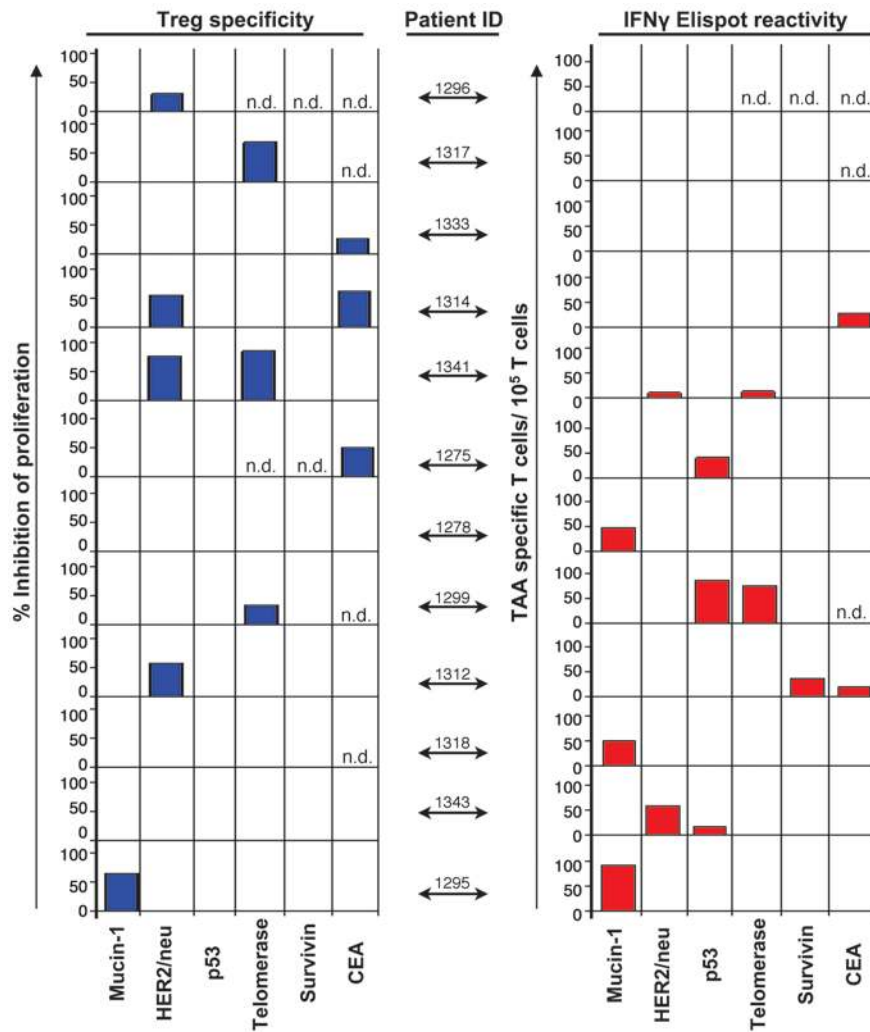 Treg specificity Patient ID IFNγ Elispot reactivity
% Inhibition of proliferation
TAA specific T cells/ 10⁵ T cells
100 100
50 1296 50
0 n.d. n.d. n.d. 0 n.d. n.d. n.d.
100 100
50 1317 50
0 n.d. 0 n.d.
100 100
50 1333 50
0 0
100 100
50 1314 50
0 0
100 100
50 1341 50
0 0
100 100
50 1275 50
0 n.d. n.d. 0
100 100
50 1278 50
0 0
100 100
50 1299 50
0 n.d. 0 n.d.
100 100
50 1312 50
0 0
100 100
50 1318 50
0 n.d. 0
100 100
50 1343 50
0 0
100 100
50 1295 50
0 0
Mucin-1 HER2/neu p53 Telomerase Survivin CEA Mucin-1 HER2/neu p53 Telomerase Survivin CEA